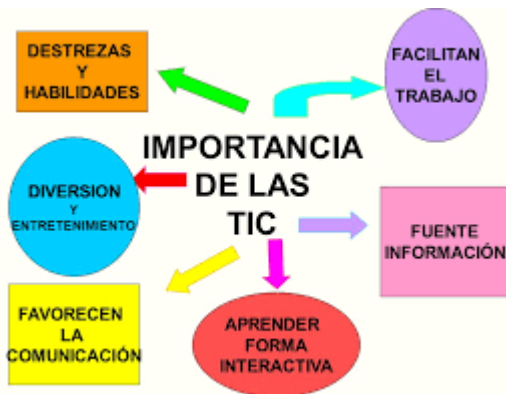 DESTREZAS
Y
HABILIDADES
FACILITAN
EL
TRABAJO
IMPORTANCIA
DE LAS
TIC
DIVERSION
Y
ENTRETENIMIENTO
FUENTE
INFORMACIÓN
FAVORECEN
LA
COMUNICACIÓN
APRENDER
FORMA
INTERACTIVA